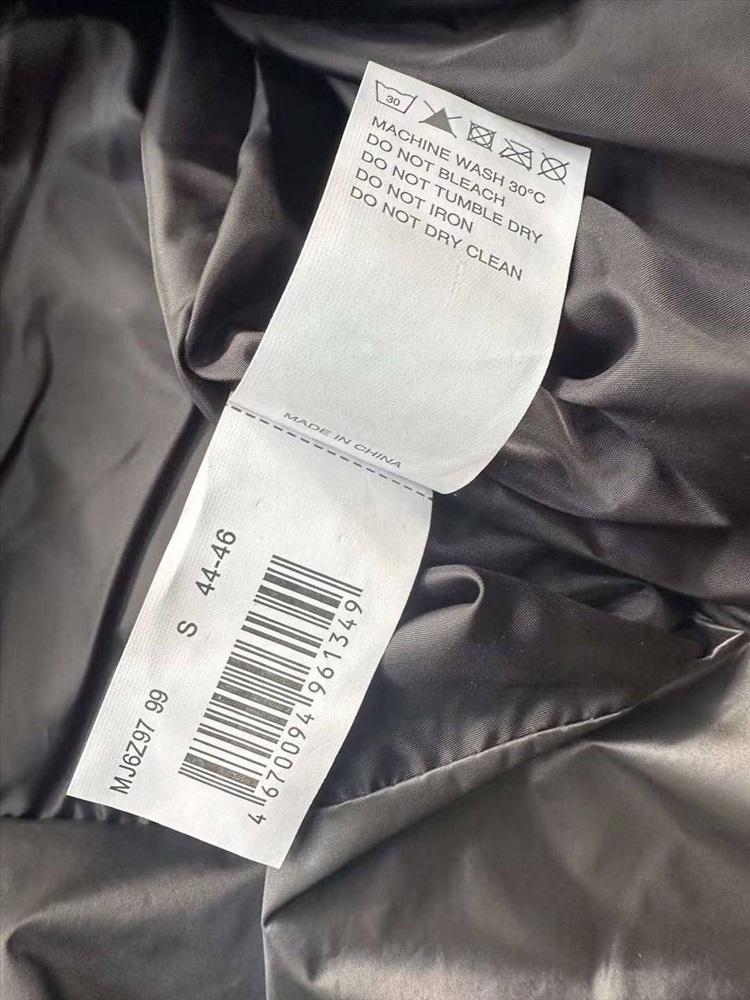 30
MACHINE WASH 30°C
DO NOT BLEACH
DO NOT TUMBLE DRY
DO NOT IRON
DO NOT DRY CLEAN
MADE IN CHINA
MJ6Z97 99
S 44-46
4 670094 961349